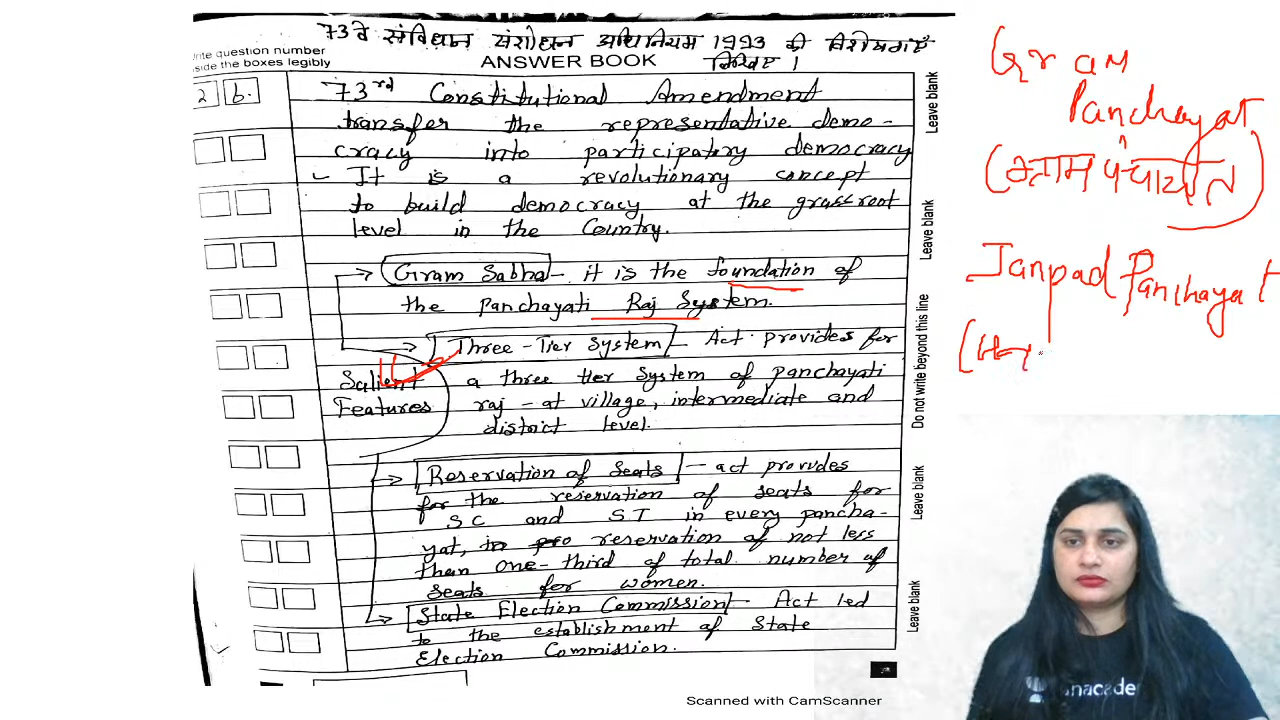 73वे संविधान संशोधन अधिनियम 1993 की विशेषताएँ
लिखिए ।
rite question number
side the boxes legibly
ANSWER BOOK
2 b.
73rd Constitutional Amendment
transfer the representative demo-
cracy into participatory democracy
- It is a revolutionary concept
to build democracy at the grassroot
level in the Country.
Gram Sabha - it is the foundation of
the Panchayati Raj System.
Three-Tier System - Act provides for
a three tier system of panchayati
raj - at village, intermediate and
district level.
Salient
Features
Reservation of Seats - act provides
for the reservation of seats for
SC and ST in every pancha-
yat, reservation of not less
than one-third of total number of
seats for women.
State Election Commission - Act led
to the establishment of State
Election Commission.
Leave blank
Leave blank
Do not write beyond this line
Leave blank
Leave blank
Scanned with CamScanner
Gram
Panchayat
(ग्राम पंचायत)
Janpad Panchayat
unacade